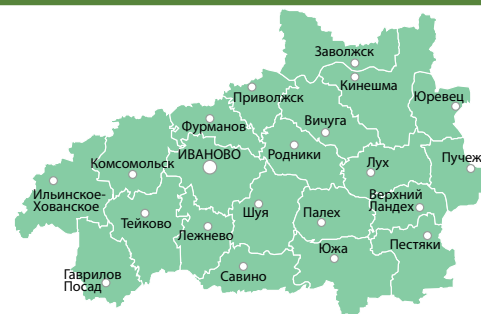 Заволжск
Кинешма
Приволжск
Юревец
Вичуга
Фурманов
ИВАНОВО
Родники
Лух
Пучеж
Комсомольск
Ильинское-
Хованское
Верхний
Ландех
Шуя
Палех
Тейково
Лежнево
Пестяки
Южа
Гаврилов
Посад
Савино